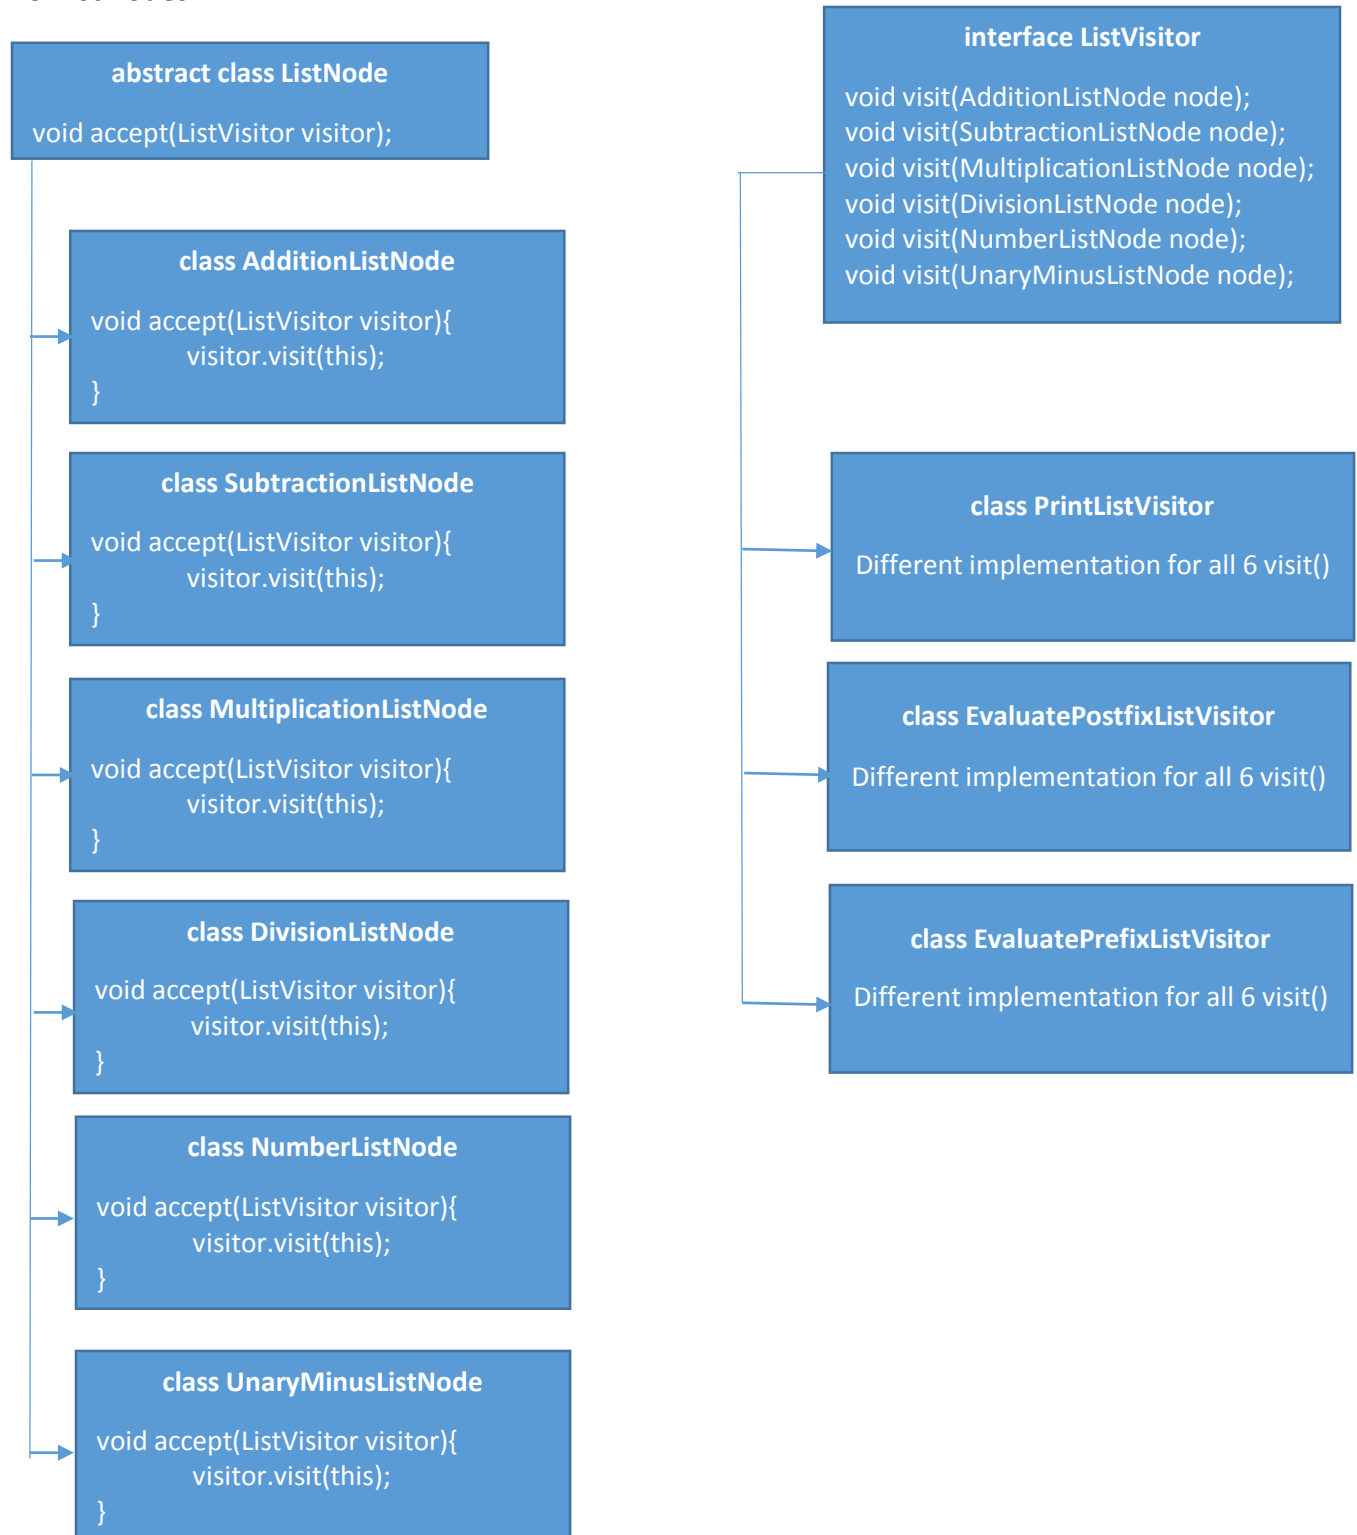 abstract class ListNode
void accept(ListVisitor visitor);
class AdditionListNode
void accept(ListVisitor visitor){
visitor.visit(this);
}
class SubtractionListNode
void accept(ListVisitor visitor){
visitor.visit(this);
}
class MultiplicationListNode
void accept(ListVisitor visitor){
visitor.visit(this);
}
class DivisionListNode
void accept(ListVisitor visitor){
visitor.visit(this);
}
class NumberListNode
void accept(ListVisitor visitor){
visitor.visit(this);
}
class UnaryMinusListNode
void accept(ListVisitor visitor){
visitor.visit(this);
}
interface ListVisitor
void visit(AdditionListNode node);
void visit(SubtractionListNode node);
void visit(MultiplicationListNode node);
void visit(DivisionListNode node);
void visit(NumberListNode node);
void visit(UnaryMinusListNode node);
class PrintListVisitor
Different implementation for all 6 visit()
class EvaluatePostfixListVisitor
Different implementation for all 6 visit()
class EvaluatePrefixListVisitor
Different implementation for all 6 visit()